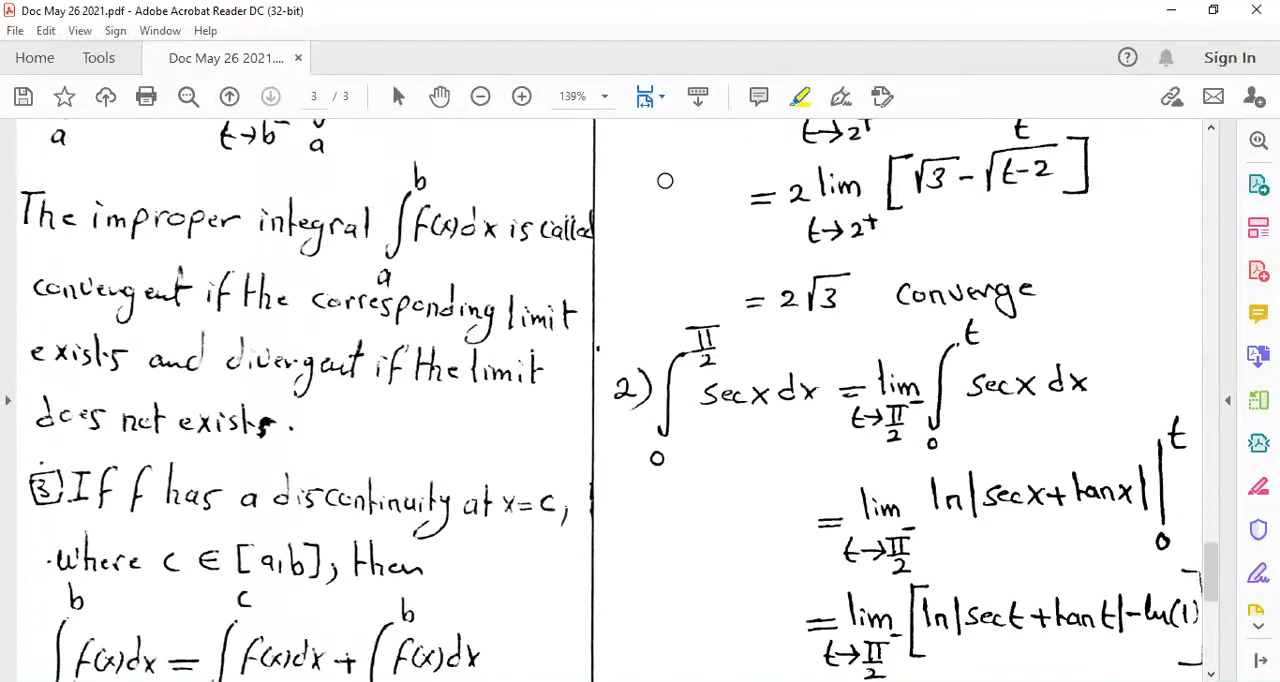 Doc May 26 2021.pdf - Adobe Acrobat Reader DC (32-bit)
File Edit View Sign Window Help
Home Tools Doc May 26 2021.... × Sign In
3 / 3 139%
a t→b⁻ a
The improper integral ∫_a^b f(x)dx is called
convergent if the corresponding limit
exists and divergent if the limit
does not exists.
[3] If f has a discontinuity at x=c,
where c ∈ [a,b], then
∫^b f(x)dx = ∫^c f(x)dx + ∫^b f(x)dx
t→2⁺ t
= 2 lim_{t→2⁺} [√3 - √(t-2)]
= 2√3 Converge
2) ∫_0^{π/2} sec x dx = lim_{t→π/2⁻} ∫_0^t sec x dx
= lim_{t→π/2⁻} ln|sec x + tan x| |_0^t
= lim_{t→π/2⁻} [ln|sec t + tan t| - ln(1)]